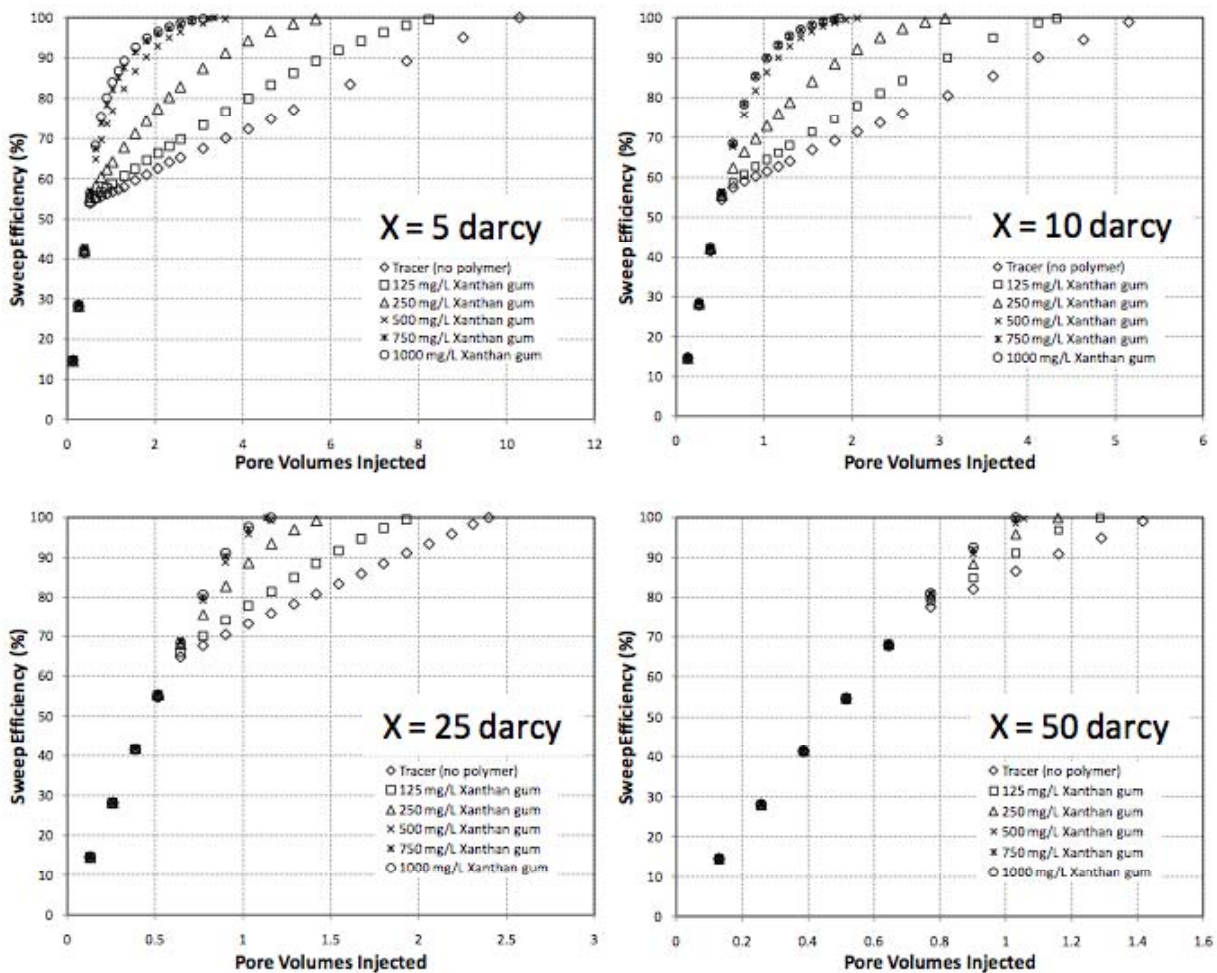 100
90
80
70
60
50
40
30
20
10
0
Sweep Efficiency (%)
X = 5 darcy
Tracer (no polymer)
125 mg/L Xanthan gum
250 mg/L Xanthan gum
500 mg/L Xanthan gum
750 mg/L Xanthan gum
1000 mg/L Xanthan gum
0 2 4 6 8 10 12
Pore Volumes Injected
100
90
80
70
60
50
40
30
20
10
0
Sweep Efficiency (%)
X = 10 darcy
Tracer (no polymer)
125 mg/L Xanthan gum
250 mg/L Xanthan gum
500 mg/L Xanthan gum
750 mg/L Xanthan gum
1000 mg/L Xanthan gum
0 1 2 3 4 5 6
Pore Volumes Injected
100
90
80
70
60
50
40
30
20
10
0
Sweep Efficiency (%)
X = 25 darcy
Tracer (no polymer)
125 mg/L Xanthan gum
250 mg/L Xanthan gum
500 mg/L Xanthan gum
750 mg/L Xanthan gum
1000 mg/L Xanthan gum
0 0.5 1 1.5 2 2.5 3
Pore Volumes Injected
100
90
80
70
60
50
40
30
20
10
0
Sweep Efficiency (%)
X = 50 darcy
Tracer (no polymer)
125 mg/L Xanthan gum
250 mg/L Xanthan gum
500 mg/L Xanthan gum
750 mg/L Xanthan gum
1000 mg/L Xanthan gum
0 0.2 0.4 0.6 0.8 1 1.2 1.4 1.6
Pore Volumes Injected